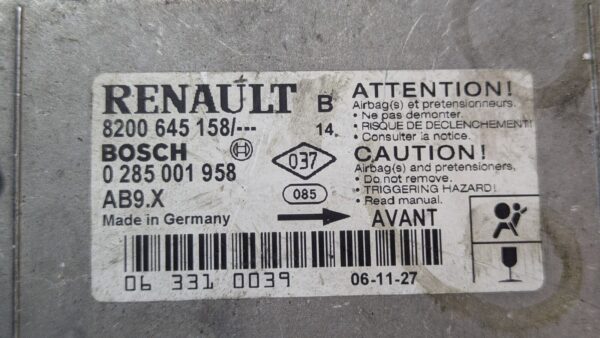 RENAULT B
8200 645 158/--- 14.
BOSCH
0 285 001 958
AB9.X
Made in Germany
037
085
AVANT
06 331 0039
06-11-27
ATTENTION!
Airbag(s) et pretensionneurs.
• Ne pas demonter.
• RISQUE DE DECLENCHEMENT!
• Consulter la notice.
CAUTION!
Airbag(s) and pretensioners.
• Do not remove.
• TRIGGERING HAZARD!
• Read manual.